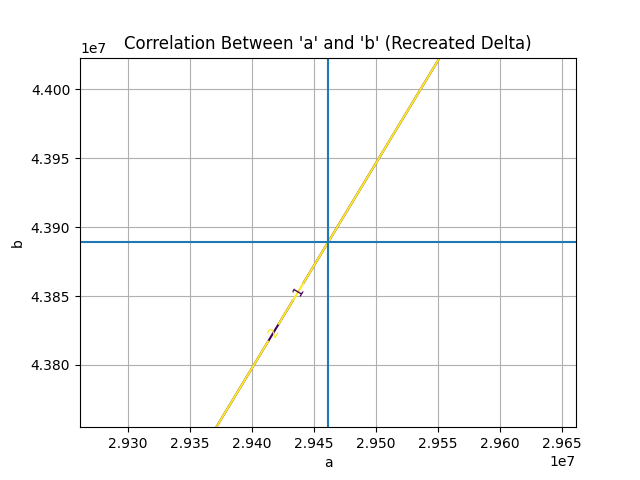 Correlation Between 'a' and 'b' (Recreated Delta)
1e7
4.400
4.395
4.390
4.385
4.380
b
1
2
2.930 2.935 2.940 2.945 2.950 2.955 2.960 2.965
a
1e7